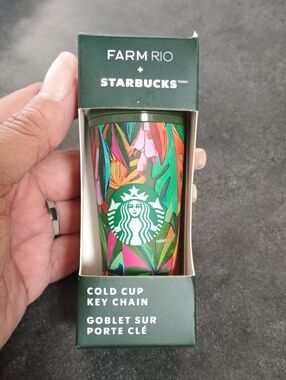 FARM RIO
+
STARBUCKS
COLD CUP
KEY CHAIN
GOBLET SUR
PORTE CLÉ